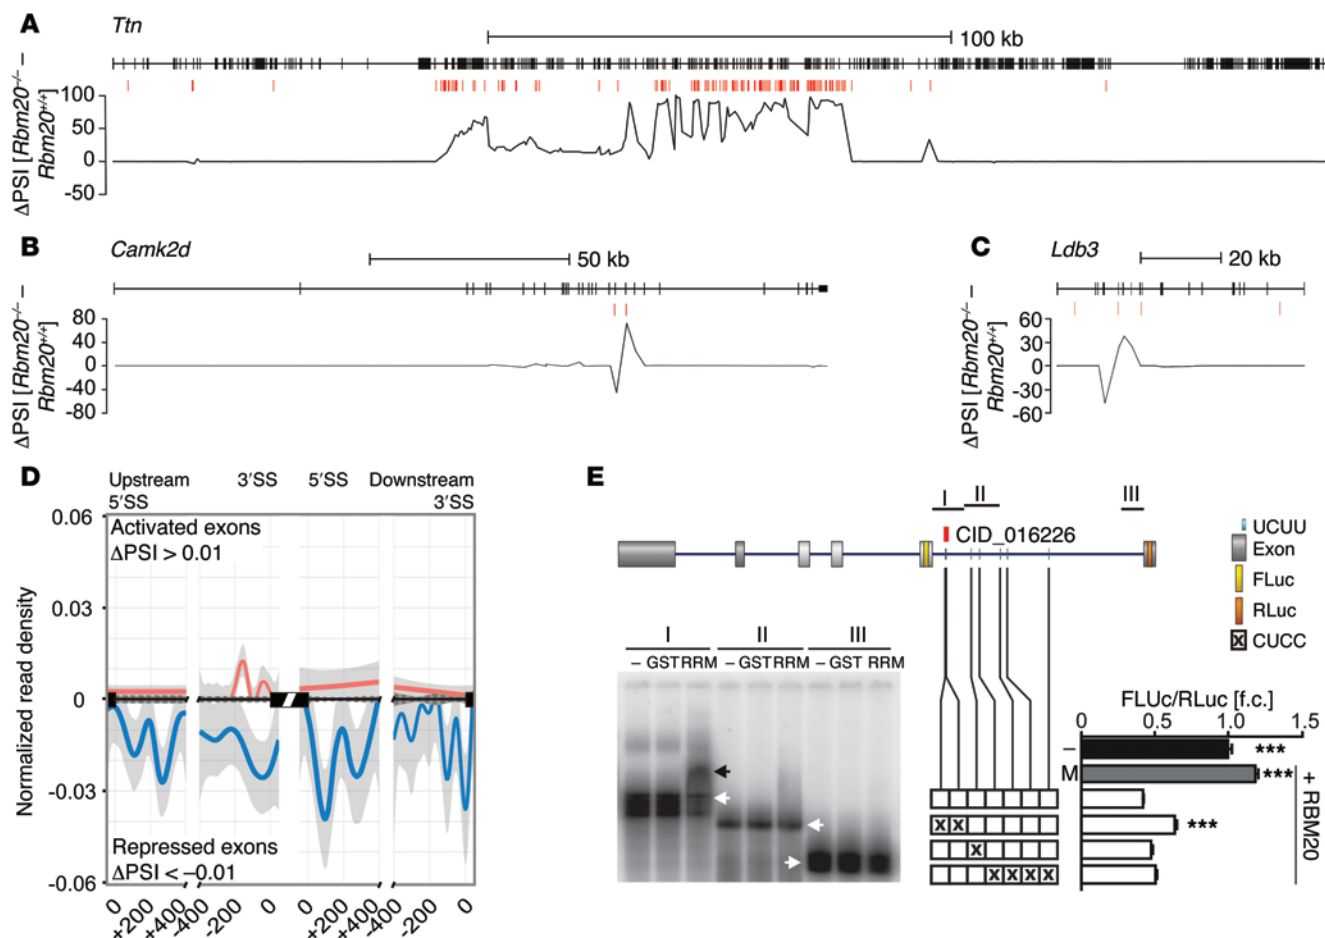 A
Ttn
100 kb
ΔPSI [Rbm20⁻/⁻ –
Rbm20⁺/⁺]
100
50
0
-50
B
Camk2d
50 kb
ΔPSI [Rbm20⁻/⁻ –
Rbm20⁺/⁺]
80
40
0
-40
-80
C
Ldb3
20 kb
ΔPSI [Rbm20⁻/⁻ –
Rbm20⁺/⁺]
60
30
0
-30
-60
D
Upstream
5′SS
3′SS
5′SS
Downstream
3′SS
Normalized read density
0.06
0.03
0
-0.03
-0.06
Activated exons
ΔPSI > 0.01
Repressed exons
ΔPSI < –0.01
0
+200
+400
-400
-200
0
0
+200
+400
-400
-200
0
E
I
II
III
CID_016226
UCUU
Exon
FLuc
RLuc
x CUCC
I
II
III
– GST RRM – GST RRM – GST RRM
FLUc/RLuc [f.c.]
0 0.5 1.0 1.5
– ***
M ***
x x ***
x
x x x x
+ RBM20